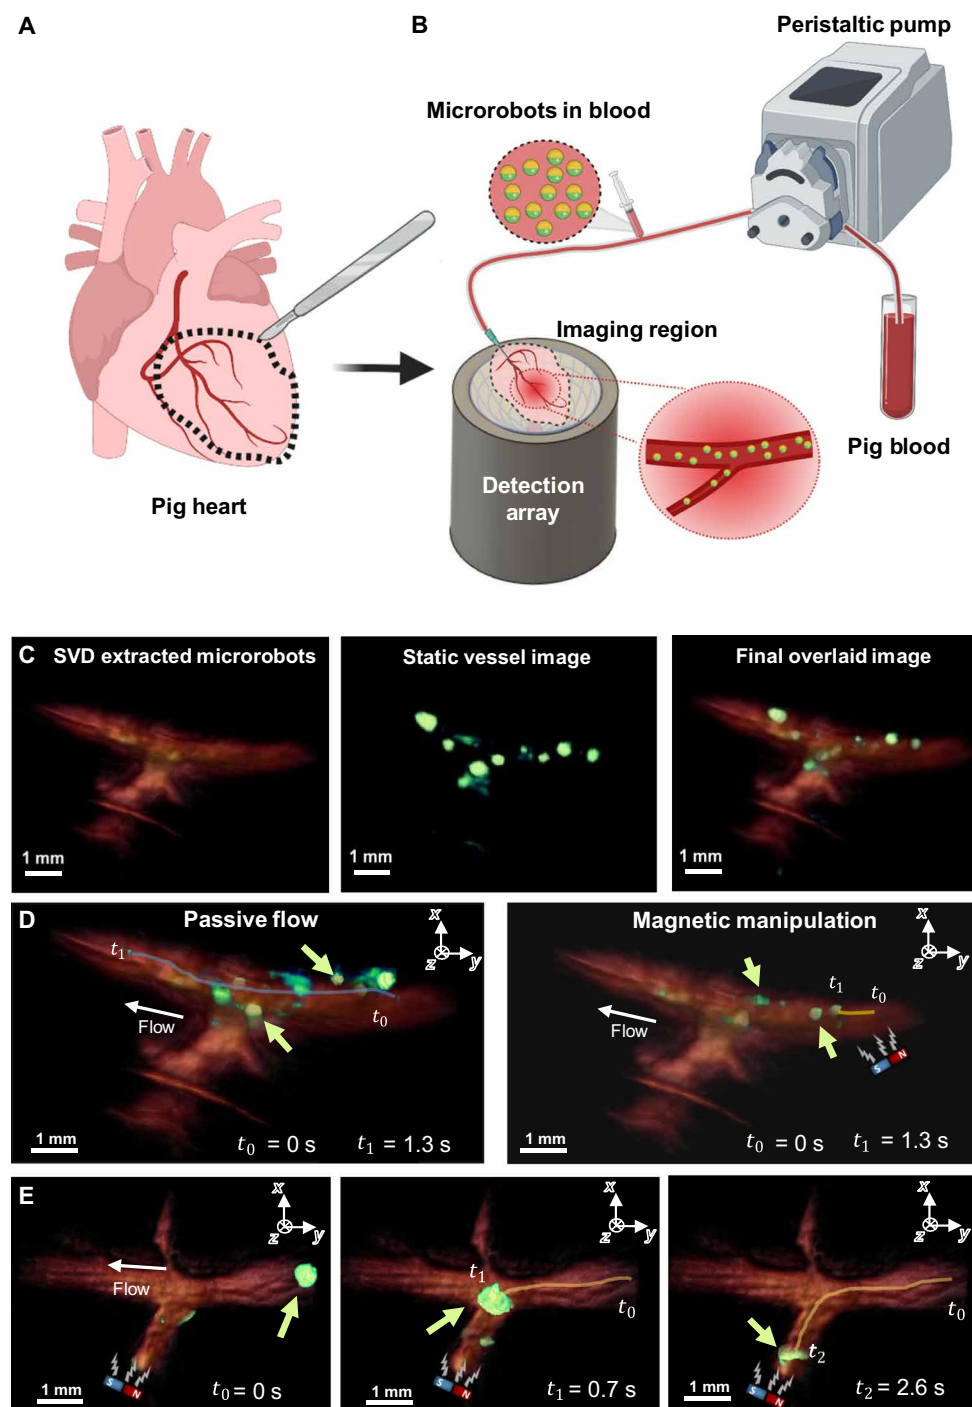 A
B
Peristaltic pump
Microrobots in blood
Imaging region
Detection
array
Pig heart
Pig blood
C
SVD extracted microrobots
Static vessel image
Final overlaid image
1 mm
1 mm
1 mm
D
Passive flow
x
z
y
t₁
t₀
Flow
1 mm
t₀ = 0 s
t₁ = 1.3 s
Magnetic manipulation
x
z
y
t₁
t₀
Flow
S
N
1 mm
t₀ = 0 s
t₁ = 1.3 s
E
x
z
y
Flow
S
N
1 mm
t₀ = 0 s
x
z
y
t₁
t₀
S
N
1 mm
t₁ = 0.7 s
x
z
y
t₀
t₂
S
N
1 mm
t₂ = 2.6 s